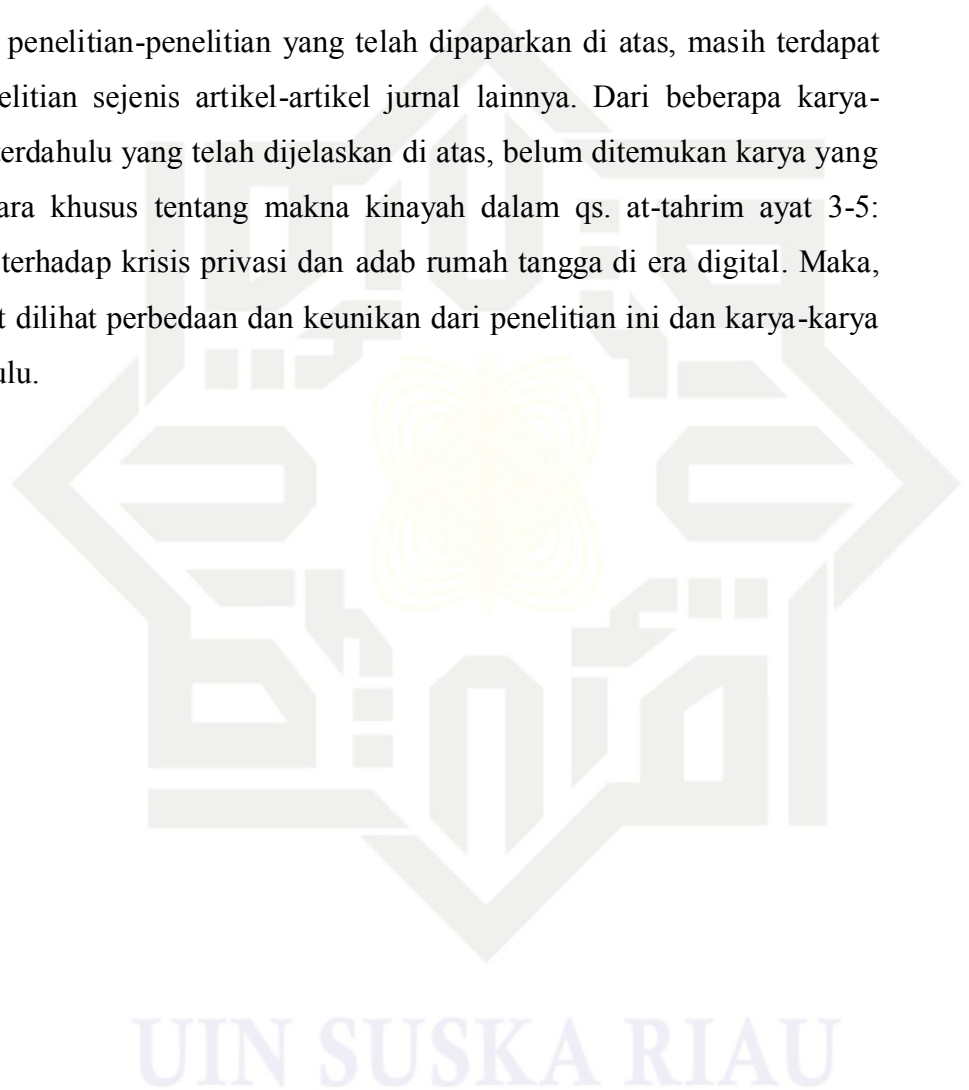 penelitian-penelitian yang telah dipaparkan di atas, masih terdapat
elitian sejenis artikel-artikel jurnal lainnya. Dari beberapa karya-
terdahulu yang telah dijelaskan di atas, belum ditemukan karya yang
ara khusus tentang makna kinayah dalam qs. at-tahrim ayat 3-5:
terhadap krisis privasi dan adab rumah tangga di era digital. Maka,
t dilihat perbedaan dan keunikan dari penelitian ini dan karya-karya
ulu.
UIN SUSKA RIAU